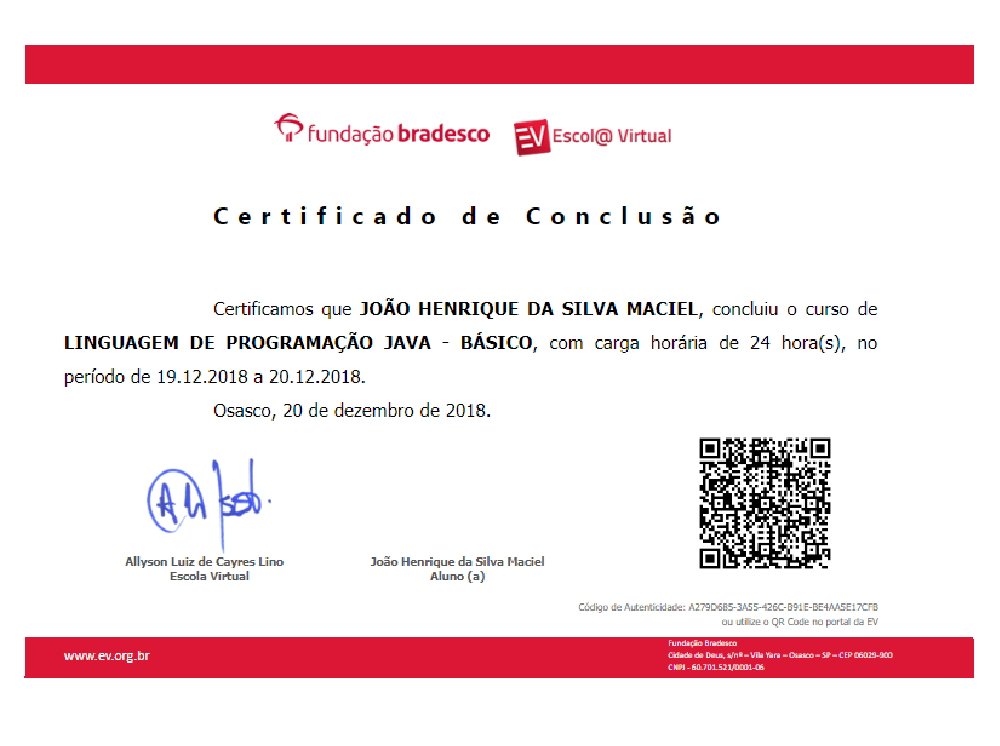 fundação bradesco
EV Escol@ Virtual
Certificado de Conclusão
Certificamos que JOÃO HENRIQUE DA SILVA MACIEL, concluiu o curso de
LINGUAGEM DE PROGRAMAÇÃO JAVA - BÁSICO, com carga horária de 24 hora(s), no
período de 19.12.2018 a 20.12.2018.
Osasco, 20 de dezembro de 2018.
Allyson Luiz de Cayres Lino
Escola Virtual
João Henrique da Silva Maciel
Aluno (a)
Código de Autenticidade: A279D6B5-3A55-426C-B91E-BE4AA5E17CFB
ou utilize o QR Code no portal da EV
www.ev.org.br
Fundação Bradesco
Cidade de Deus, s/nº – Vila Yara – Osasco – SP – CEP 06029-900
CNPJ - 60.701.521/0001-06